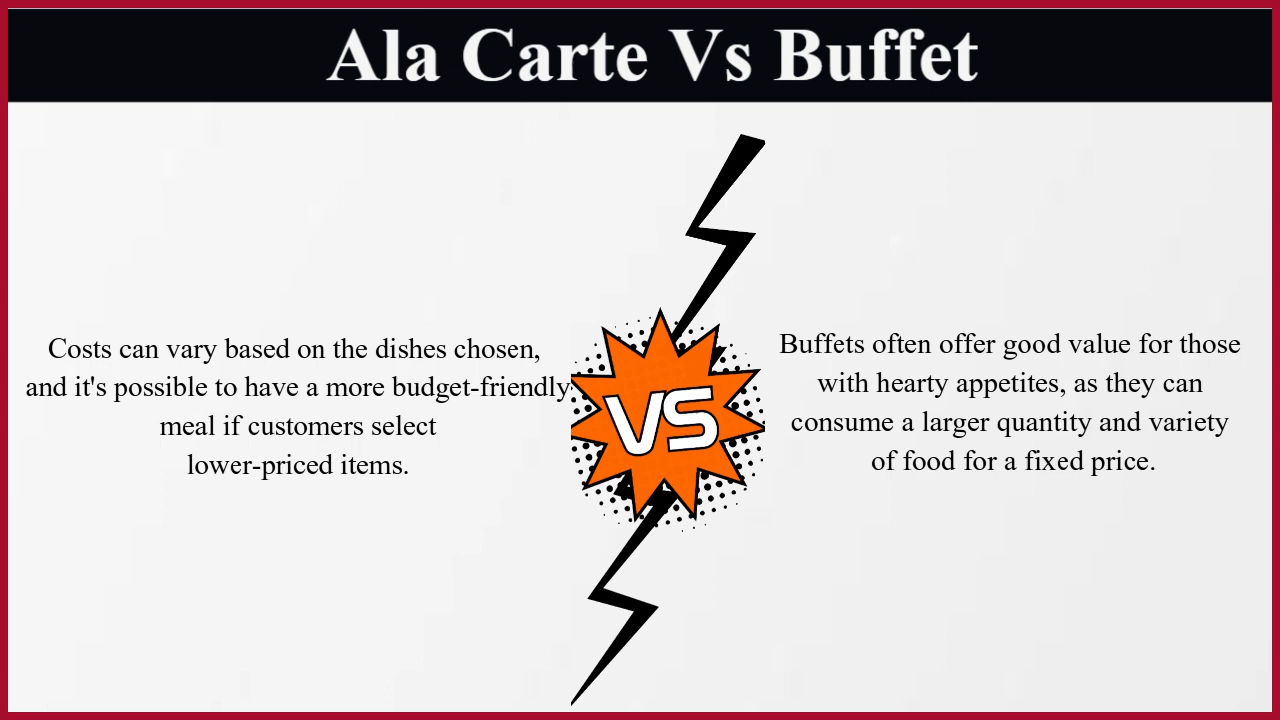 Ala Carte Vs Buffet
Costs can vary based on the dishes chosen,
and it's possible to have a more budget-friendly
meal if customers select
lower-priced items.
VS
Buffets often offer good value for those
with hearty appetites, as they can
consume a larger quantity and variety
of food for a fixed price.